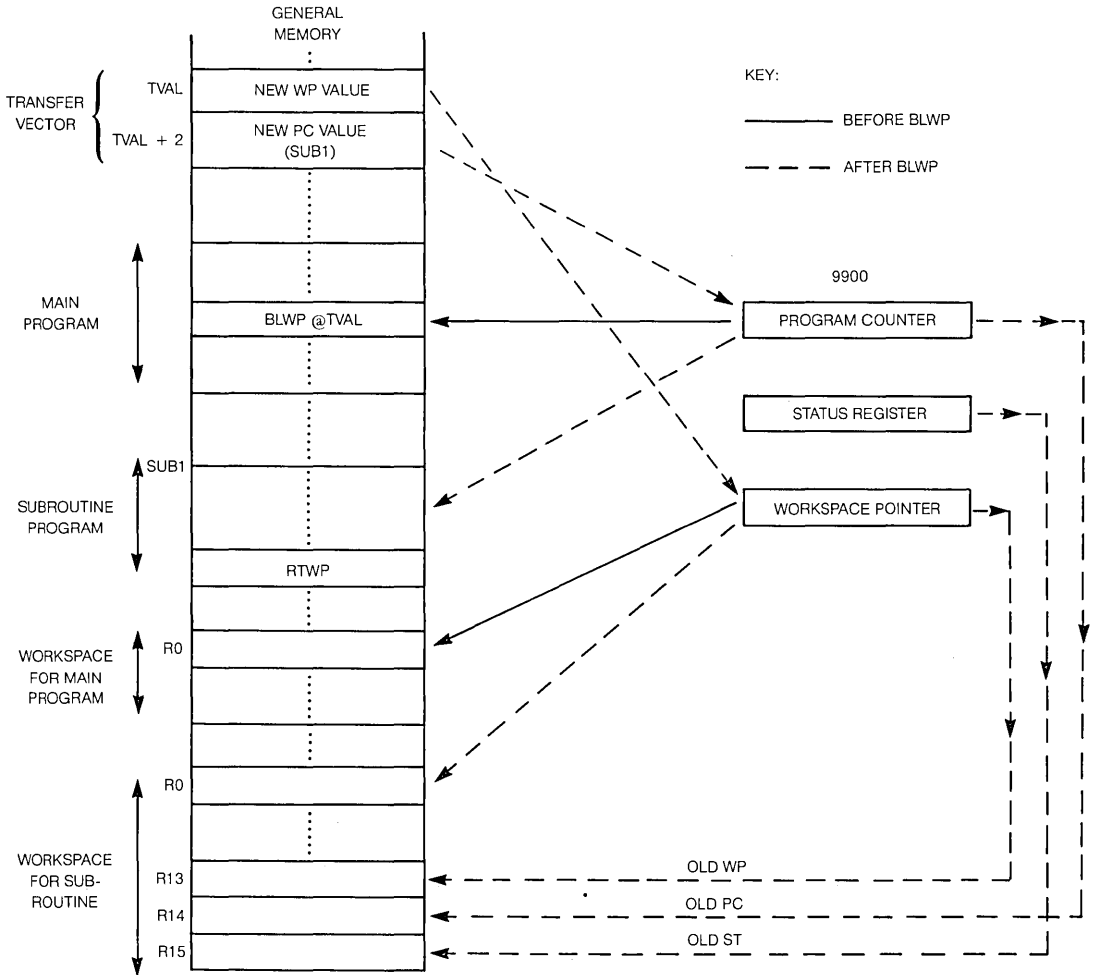 GENERAL
MEMORY
TRANSFER
VECTOR
TVAL
NEW WP VALUE
TVAL + 2
NEW PC VALUE
(SUB1)
KEY:
BEFORE BLWP
AFTER BLWP
MAIN
PROGRAM
BLWP @TVAL
9900
PROGRAM COUNTER
STATUS REGISTER
WORKSPACE POINTER
SUB1
SUBROUTINE
PROGRAM
RTWP
WORKSPACE
FOR MAIN
PROGRAM
R0
R0
WORKSPACE
FOR SUB-
ROUTINE
R13
OLD WP
R14
OLD PC
R15
OLD ST